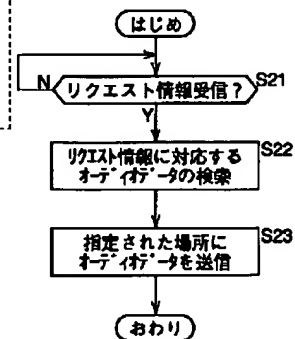 はじめ
N
リクエスト情報受信?
S21
Y
リクエスト情報に対応する
オーディオデータの検索
S22
指定された場所に
オーディオデータを送信
S23
おわり